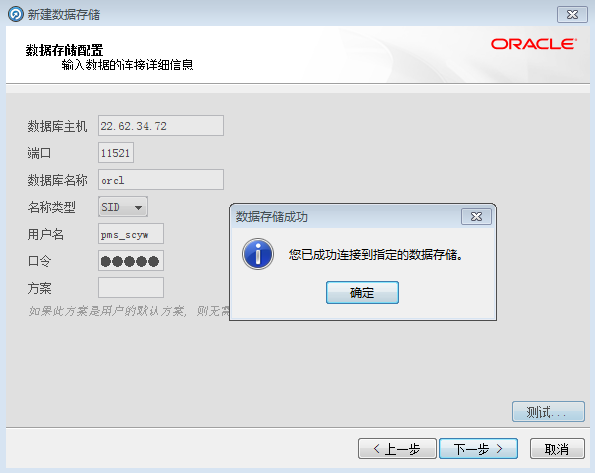 新建数据存储
数据存储配置
输入数据的连接详细信息
ORACLE
数据库主机 22.62.34.72
端口 11521
数据库名称 orcl
名称类型 SID
用户名 pms_scyw
口令
方案
如果此方案是用户的默认方案, 则无需
数据存储成功
您已成功连接到指定的数据存储。
确定
测试...
< 上一步 下一步 > 取消